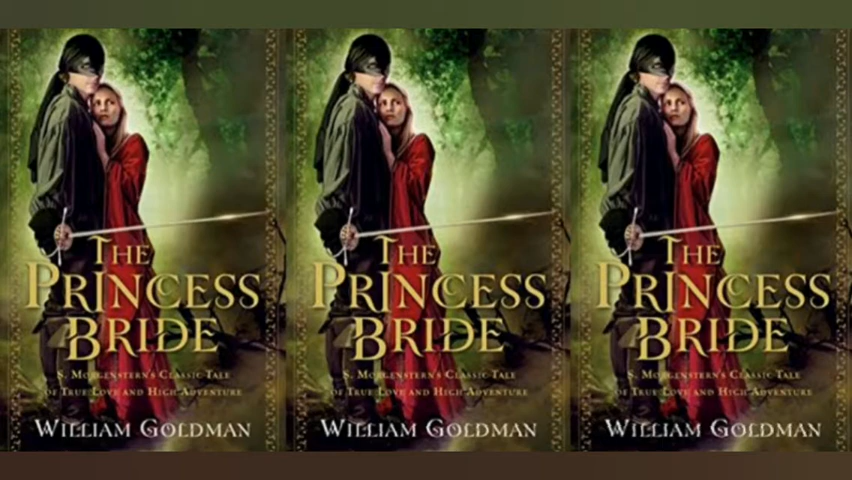 THE
PRINCESS
BRIDE
S. MORGENSTERN'S CLASSIC TALE
OF TRUE LOVE AND HIGH ADVENTURE
WILLIAM GOLDMAN
THE
PRINCESS
BRIDE
S. MORGENSTERN'S CLASSIC TALE
OF TRUE LOVE AND HIGH ADVENTURE
WILLIAM GOLDMAN
THE
PRINCESS
BRIDE
S. MORGENSTERN'S CLASSIC TALE
OF TRUE LOVE AND HIGH ADVENTURE
WILLIAM GOLDMAN